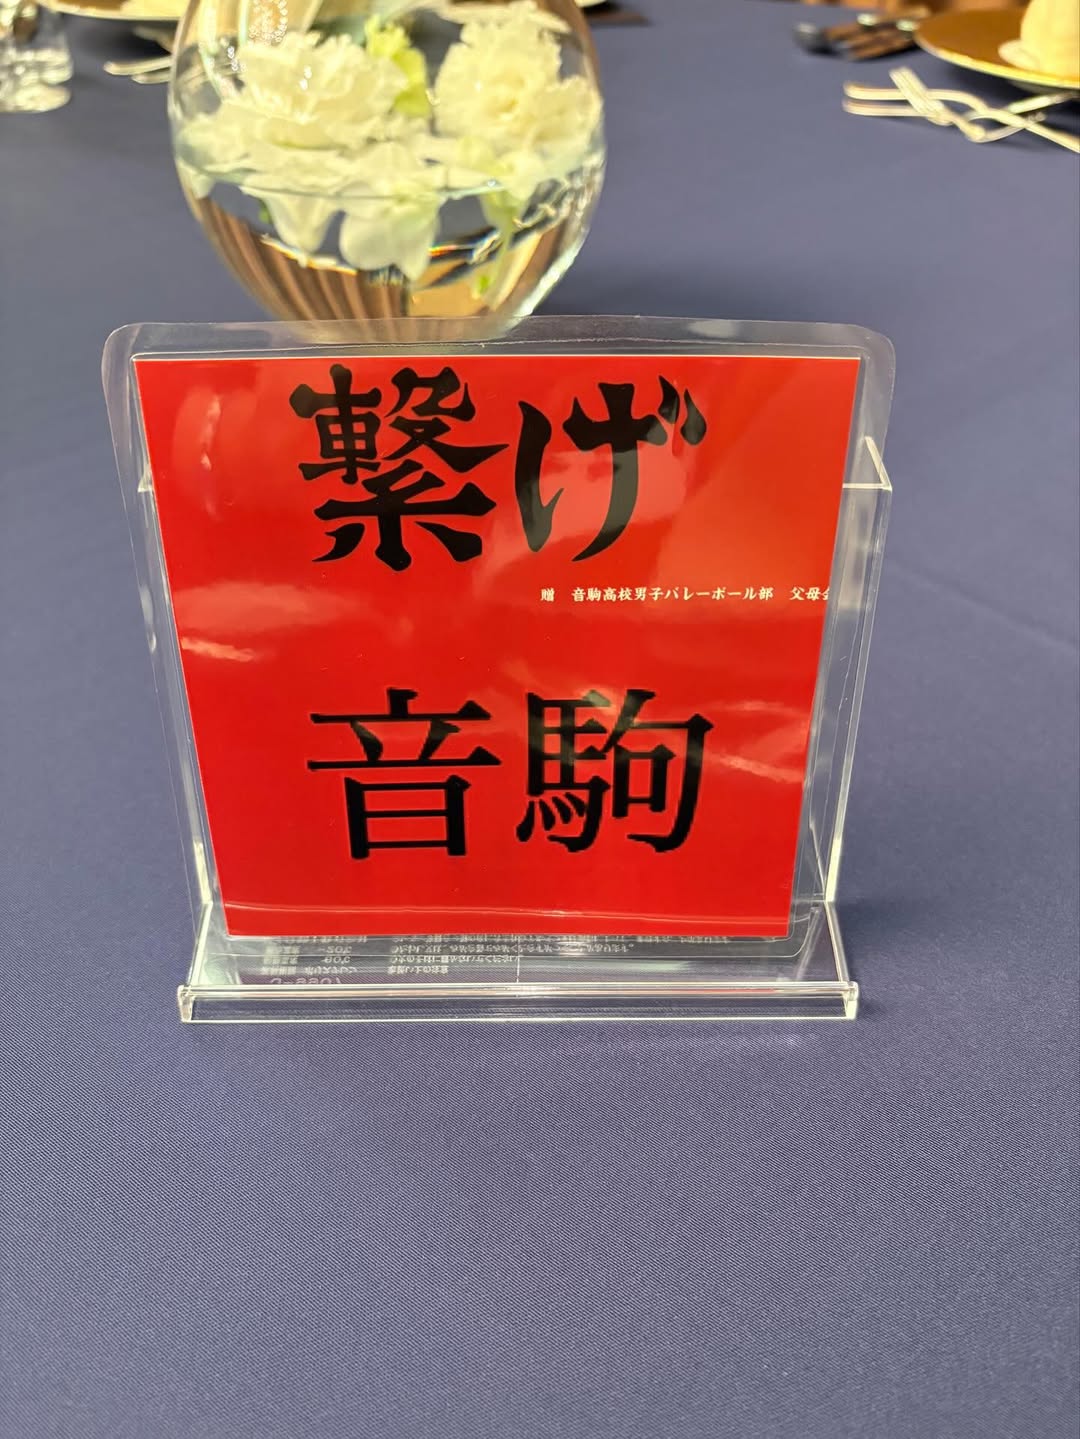 繋げ
贈 音駒高校男子バレーボール部 父母会
音駒